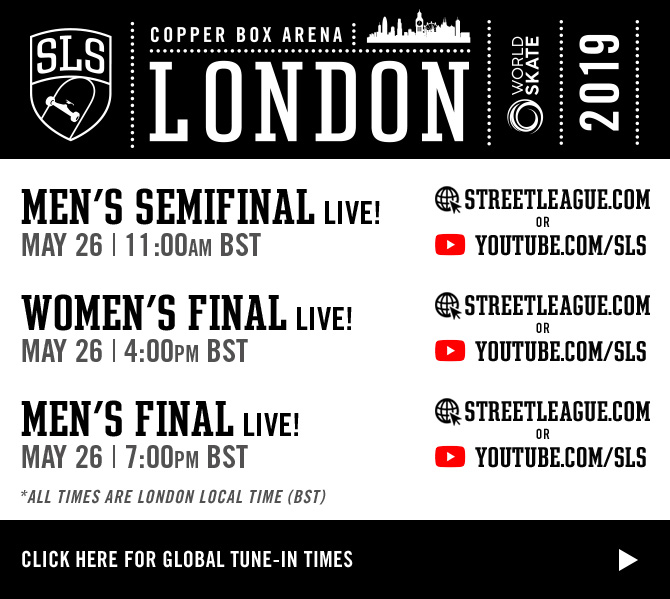 SLS
COPPER BOX ARENA
LONDON
WORLD
SKATE
2019
MEN'S SEMIFINAL LIVE!
MAY 26 | 11:00AM BST
STREETLEAGUE.COM
OR
YOUTUBE.COM/SLS
WOMEN'S FINAL LIVE!
MAY 26 | 4:00PM BST
STREETLEAGUE.COM
OR
YOUTUBE.COM/SLS
MEN'S FINAL LIVE!
MAY 26 | 7:00PM BST
STREETLEAGUE.COM
OR
YOUTUBE.COM/SLS
*ALL TIMES ARE LONDON LOCAL TIME (BST)
CLICK HERE FOR GLOBAL TUNE-IN TIMES